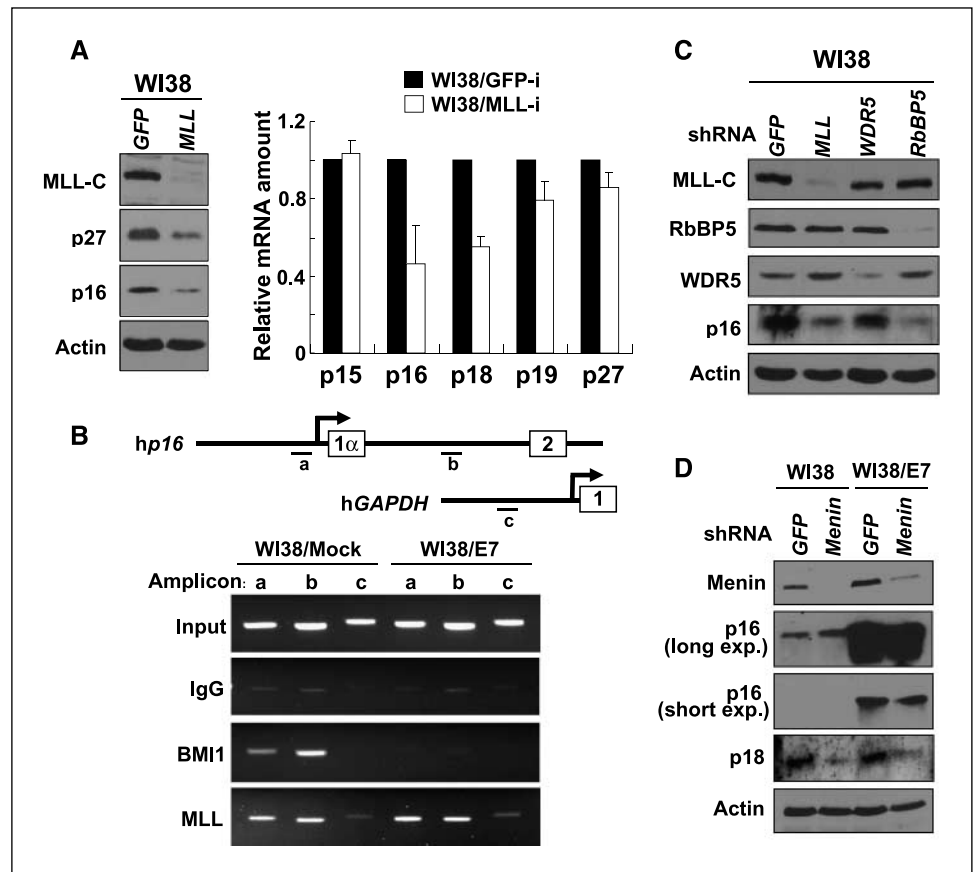 A
WI38
GFP MLL
MLL-C
p27
p16
Actin
WI38/GFP-i
WI38/MLL-i
Relative mRNA amount
1.2
0.8
0.4
0
p15 p16 p18 p19 p27
B
hp16
1α 2
a b
hGAPDH
1
c
WI38/Mock WI38/E7
Amplicon: a b c a b c
Input
IgG
BMI1
MLL
C
WI38
shRNA GFP MLL WDR5 RbBP5
MLL-C
RbBP5
WDR5
p16
Actin
D
WI38 WI38/E7
shRNA GFP Menin GFP Menin
Menin
p16
(long exp.)
p16
(short exp.)
p18
Actin